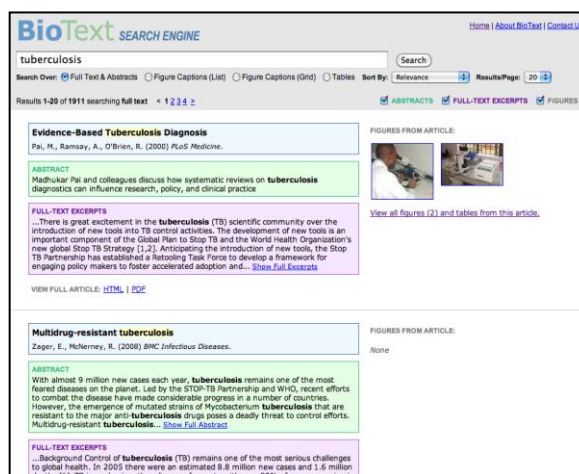 BioText SEARCH ENGINE
Home | About BioText | Contact U
tuberculosis
Search
Search Over: Full Text & Abstracts Figure Captions (List) Figure Captions (Grid) Tables Sort By: Relevance Results/Page: 20
Results 1-20 of 1911 searching full text < 1 2 3 4 > ABSTRACTS FULL-TEXT EXCERPTS FIGURES
Evidence-Based Tuberculosis Diagnosis
Pai, M., Ramsay, A., O'Brien, R. (2000) PLoS Medicine.
ABSTRACT
Madhukar Pai and colleagues discuss how systematic reviews on tuberculosis
diagnostics can influence research, policy, and clinical practice
FULL-TEXT EXCERPTS
...There is great excitement in the tuberculosis (TB) scientific community over the
introduction of new tools into TB control activities. The development of new tools is an
important component of the Global Plan to Stop TB and the World Health Organization's
new global Stop TB Strategy [1,2]. Anticipating the introduction of new tools, the Stop
TB Partnership has established a Retooling Task Force to develop a framework for
engaging policy makers to foster accelerated adoption and... Show Full Excerpts
VIEW FULL ARTICLE: HTML | PDF
FIGURES FROM ARTICLE:
View all figures (2) and tables from this article.
Multidrug-resistant tuberculosis
Zager, E., McNerney, R. (2008) BMC Infectious Diseases.
ABSTRACT
With almost 9 million new cases each year, tuberculosis remains one of the most
feared diseases on the planet. Led by the STOP-TB Partnership and WHO, recent efforts
to combat the disease have made considerable progress in a number of countries.
However, the emergence of mutated strains of Mycobacterium tuberculosis that are
resistant to the major anti-tuberculosis drugs poses a deadly threat to control efforts.
Multidrug-resistant tuberculosis... Show Full Abstract
FULL-TEXT EXCERPTS
...Background Control of tuberculosis (TB) remains one of the most serious challenges
to global health. In 2005 there were an estimated 8.8 million new cases and 1.6 million
FIGURES FROM ARTICLE:
None